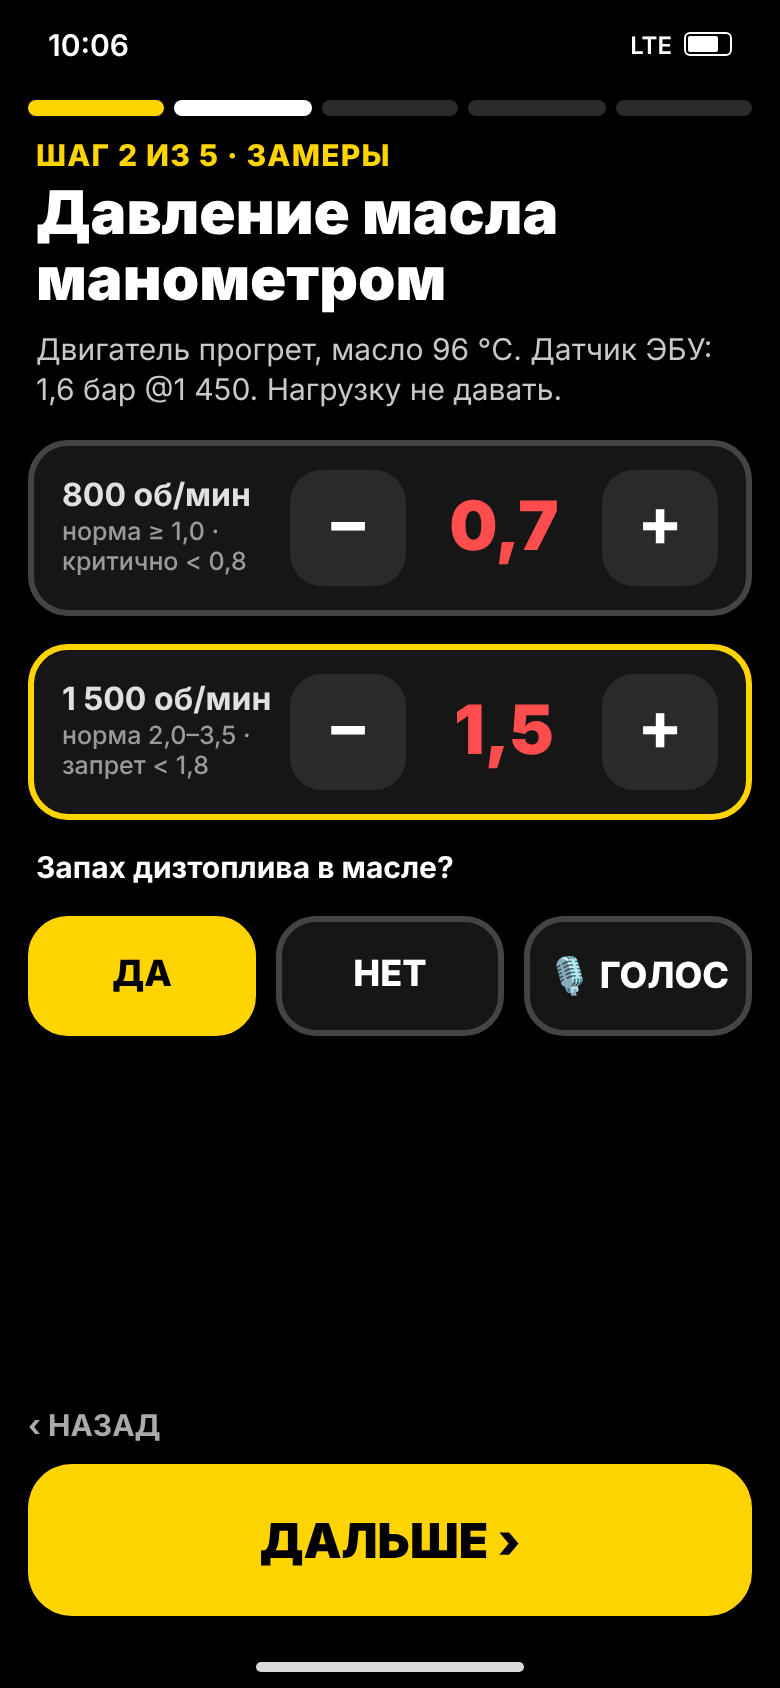 10:06
LTE
ШАГ 2 ИЗ 5 · ЗАМЕРЫ
Давление масла
манометром
Двигатель прогрет, масло 96 °C. Датчик ЭБУ:
1,6 бар @1 450. Нагрузку не давать.
800 об/мин
норма ≥ 1,0 ·
критично < 0,8
−
0,7
+
1 500 об/мин
норма 2,0–3,5 ·
запрет < 1,8
−
1,5
+
Запах дизтоплива в масле?
ДА
НЕТ
🎙️ ГОЛОС
‹ НАЗАД
ДАЛЬШЕ ›